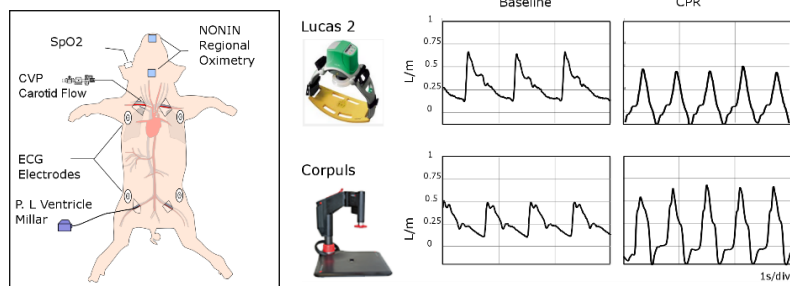 SpO2
NONIN
Regional
Oximetry
CVP
Carotid Flow
ECG
Electrodes
P. L Ventricle
Millar
Lucas 2
Baseline
CPR
L/m
1
0.75
0.5
0.25
0
Corpuls
L/m
1
0.75
0.5
0.25
0
1s/div